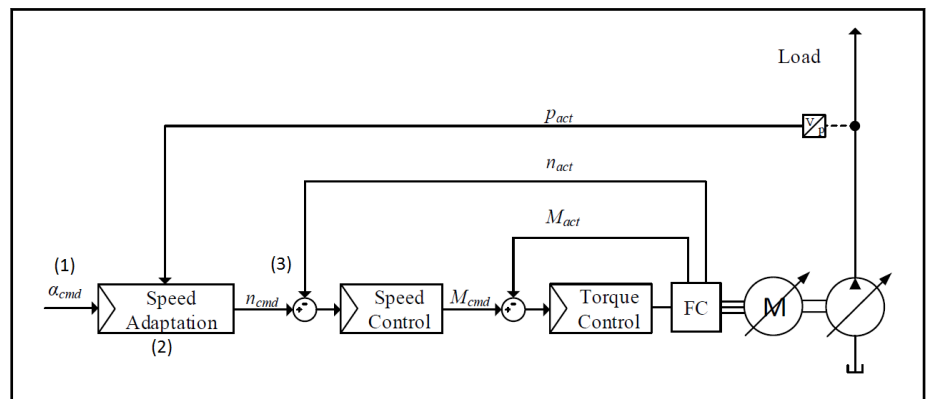 Load
V
p
p_act
n_act
M_act
(1)
α_cmd
Speed
Adaptation
(2)
n_cmd
(3)
+ -
Speed
Control
M_cmd
+ -
Torque
Control
FC
M